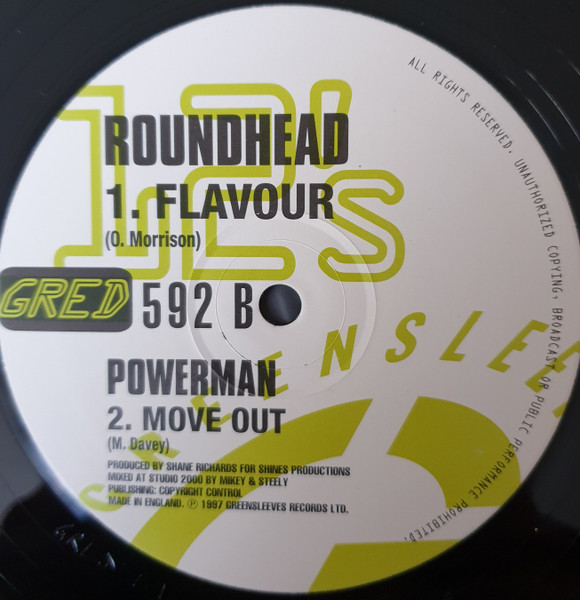 12's
ROUNDHEAD
1. FLAVOUR
(O. Morrison)
GRED 592 B
POWERMAN
2. MOVE OUT
(M. Davey)
PRODUCED BY SHANE RICHARDS FOR SHINES PRODUCTIONS
MIXED AT STUDIO 2000 BY MIKEY & STEELY
PUBLISHING: COPYRIGHT CONTROL
MADE IN ENGLAND. ℗ 1997 GREENSLEEVES RECORDS LTD.
ALL RIGHTS RESERVED. UNAUTHORIZED COPYING, BROADCAST OR PUBLIC PERFORMANCE PROHIBITED.